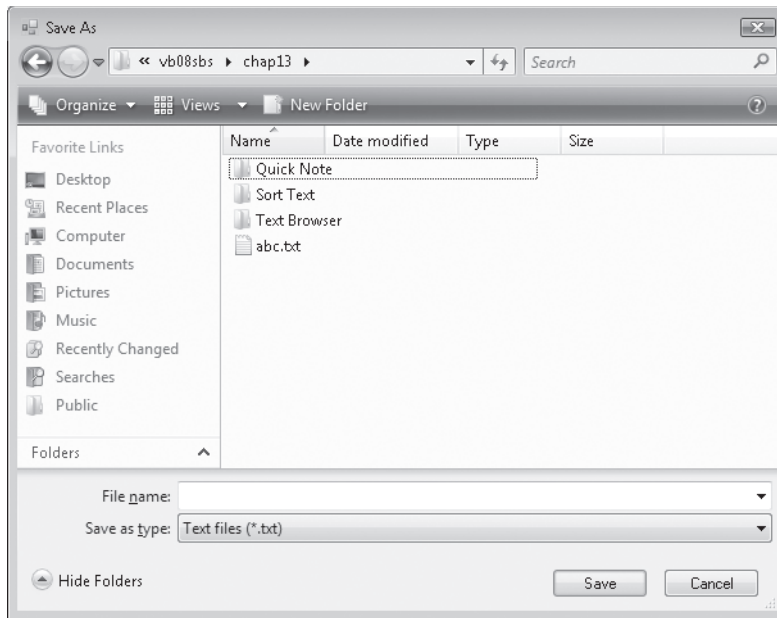 Save As
« vb08sbs ▸ chap13 ▸
Search
Organize
Views
New Folder
?
Favorite Links
Desktop
Recent Places
Computer
Documents
Pictures
Music
Recently Changed
Searches
Public
Folders
Name
Date modified
Type
Size
Quick Note
Sort Text
Text Browser
abc.txt
File name:
Save as type: Text files (*.txt)
Hide Folders
Save
Cancel